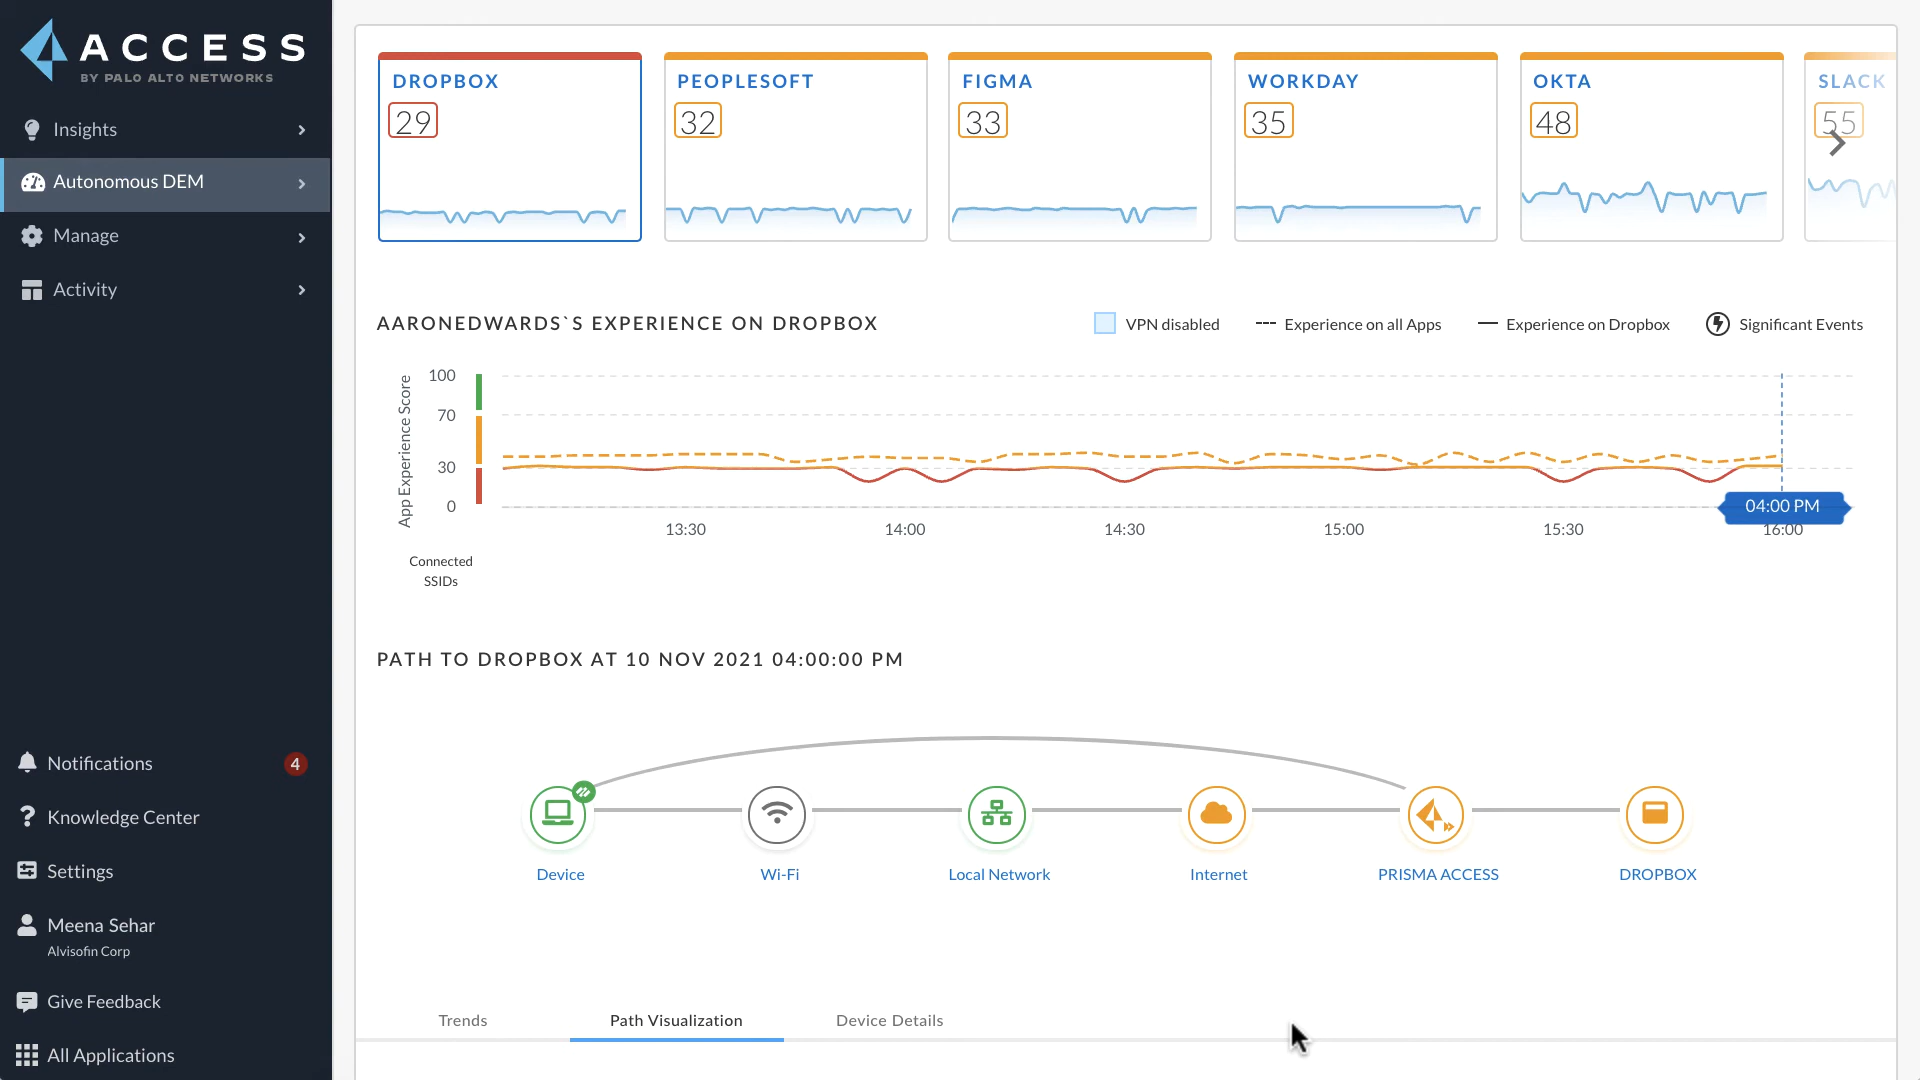 ACCESS
BY PALO ALTO NETWORKS
Insights
Autonomous DEM
Manage
Activity
Notifications 4
Knowledge Center
Settings
Meena Sehar
Alvisofin Corp
Give Feedback
All Applications
DROPBOX
29
PEOPLESOFT
32
FIGMA
33
WORKDAY
35
OKTA
48
SLACK
55
AARONEDWARDS`S EXPERIENCE ON DROPBOX
VPN disabled
Experience on all Apps
Experience on Dropbox
Significant Events
App Experience Score
100
70
30
0
04:00 PM
13:30 14:00 14:30 15:00 15:30 16:00
Connected
SSIDs
PATH TO DROPBOX AT 10 NOV 2021 04:00:00 PM
Device
Wi-Fi
Local Network
Internet
PRISMA ACCESS
DROPBOX
Trends
Path Visualization
Device Details